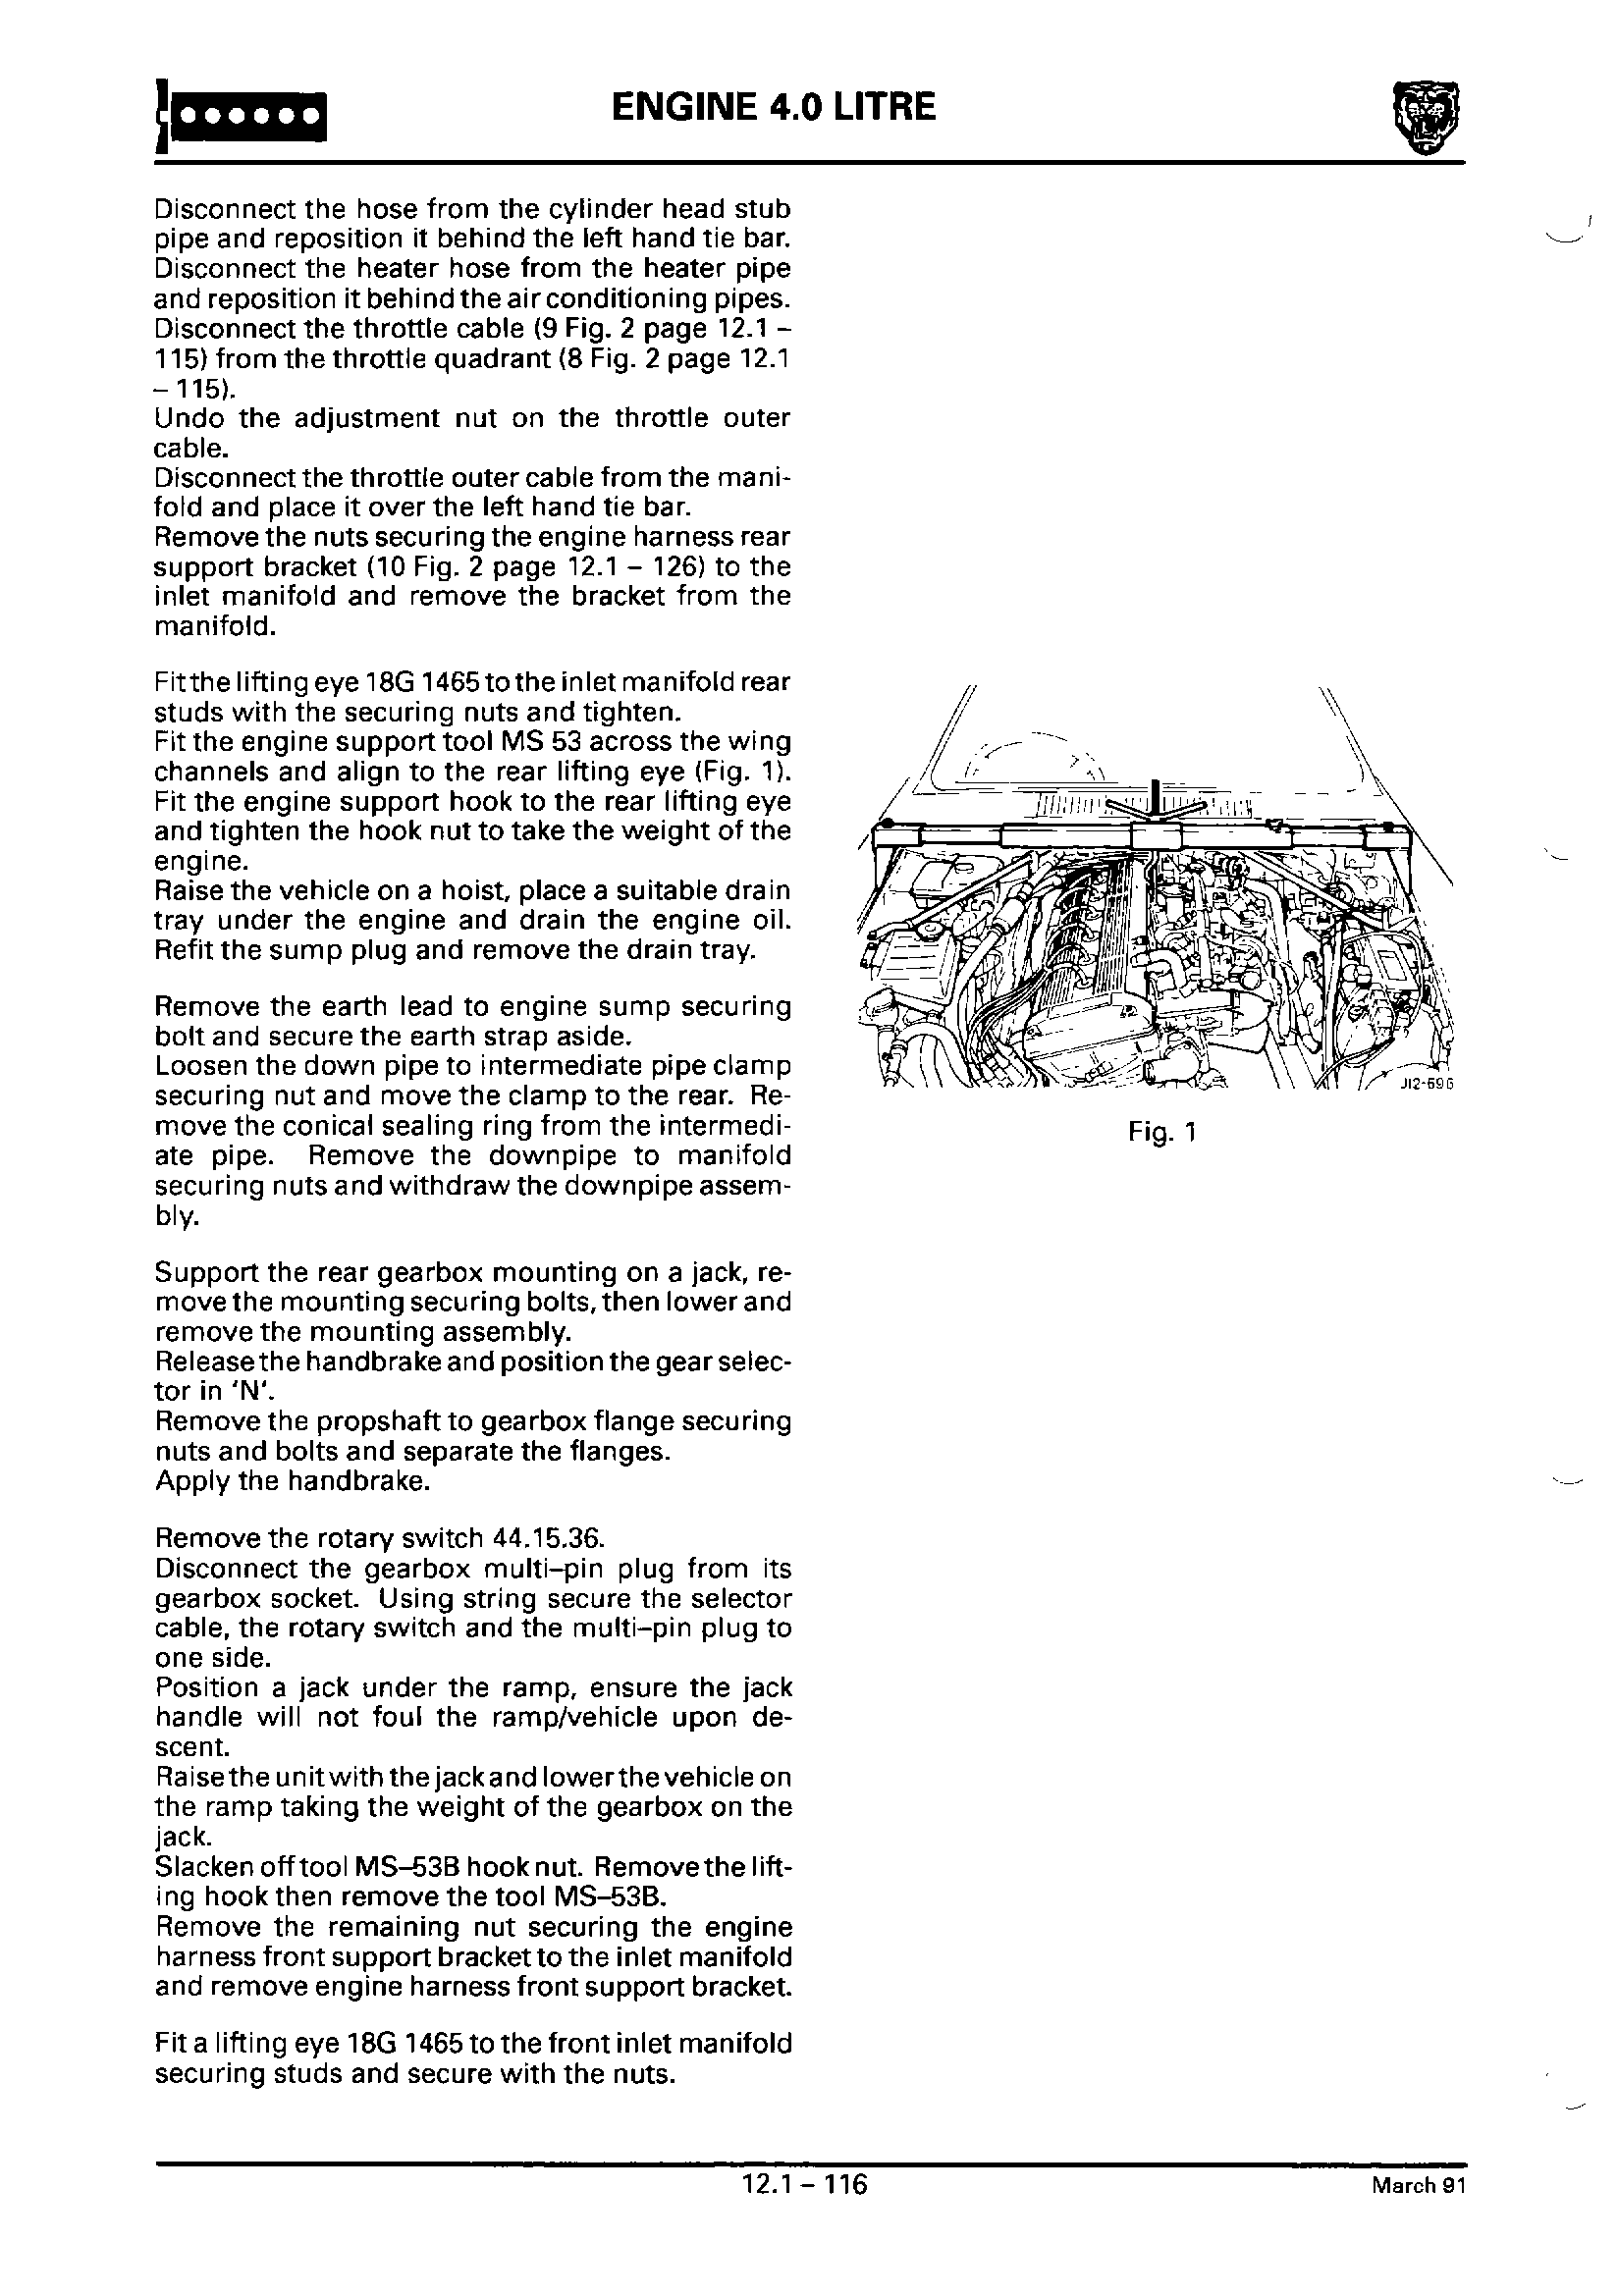 ENGINE 4.0 LITRE
Disconnect the hose from the cylinder head stub
pipe and reposition it behind the left hand tie bar.
Disconnect the heater hose from the heater pipe
and reposition it behind the air conditioning pipes.
Disconnect the throttle cable (9 Fig. 2 page 12.1 –
115) from the throttle quadrant (8 Fig. 2 page 12.1
– 115).
Undo the adjustment nut on the throttle outer
cable.
Disconnect the throttle outer cable from the mani-
fold and place it over the left hand tie bar.
Remove the nuts securing the engine harness rear
support bracket (10 Fig. 2 page 12.1 – 126) to the
inlet manifold and remove the bracket from the
manifold.
Fit the lifting eye 18G 1465 to the inlet manifold rear
studs with the securing nuts and tighten.
Fit the engine support tool MS 53 across the wing
channels and align to the rear lifting eye (Fig. 1).
Fit the engine support hook to the rear lifting eye
and tighten the hook nut to take the weight of the
engine.
Raise the vehicle on a hoist, place a suitable drain
tray under the engine and drain the engine oil.
Refit the sump plug and remove the drain tray.
Remove the earth lead to engine sump securing
bolt and secure the earth strap aside.
Loosen the down pipe to intermediate pipe clamp
securing nut and move the clamp to the rear. Re-
move the conical sealing ring from the intermedi-
ate pipe. Remove the downpipe to manifold
securing nuts and withdraw the downpipe assem-
bly.
Support the rear gearbox mounting on a jack, re-
move the mounting securing bolts, then lower and
remove the mounting assembly.
Release the handbrake and position the gear selec-
tor in 'N'.
Remove the propshaft to gearbox flange securing
nuts and bolts and separate the flanges.
Apply the handbrake.
Remove the rotary switch 44.15.36.
Disconnect the gearbox multi–pin plug from its
gearbox socket. Using string secure the selector
cable, the rotary switch and the multi–pin plug to
one side.
Position a jack under the ramp, ensure the jack
handle will not foul the ramp/vehicle upon de-
scent.
Raise the unit with the jack and lower the vehicle on
the ramp taking the weight of the gearbox on the
jack.
Slacken off tool MS–53B hook nut. Remove the lift-
ing hook then remove the tool MS–53B.
Remove the remaining nut securing the engine
harness front support bracket to the inlet manifold
and remove engine harness front support bracket.
Fit a lifting eye 18G 1465 to the front inlet manifold
securing studs and secure with the nuts.
J12-696
Fig. 1
12.1 – 116
March 91